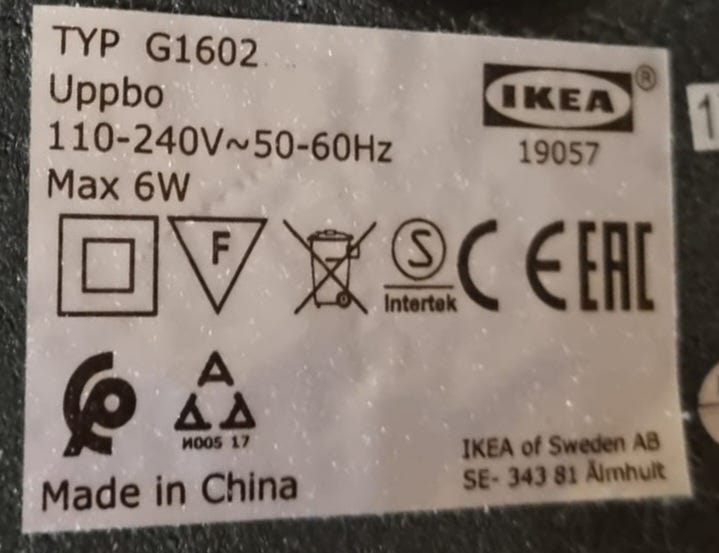 TYP G1602
Uppbo
110-240V~50-60Hz
Max 6W
IKEA ®
19057
F
S
Intertek
CE
EAC
A
И005 17
Made in China
IKEA of Sweden AB
SE- 343 81 Älmhult
1